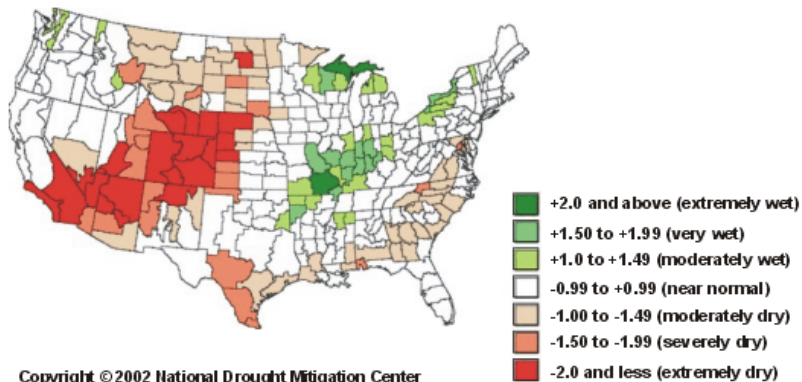 +2.0 and above (extremely wet)
+1.50 to +1.99 (very wet)
+1.0 to +1.49 (moderately wet)
-0.99 to +0.99 (near normal)
-1.00 to -1.49 (moderately dry)
-1.50 to -1.99 (severely dry)
-2.0 and less (extremely dry)
Copyright © 2002 National Drought Mitigation Center